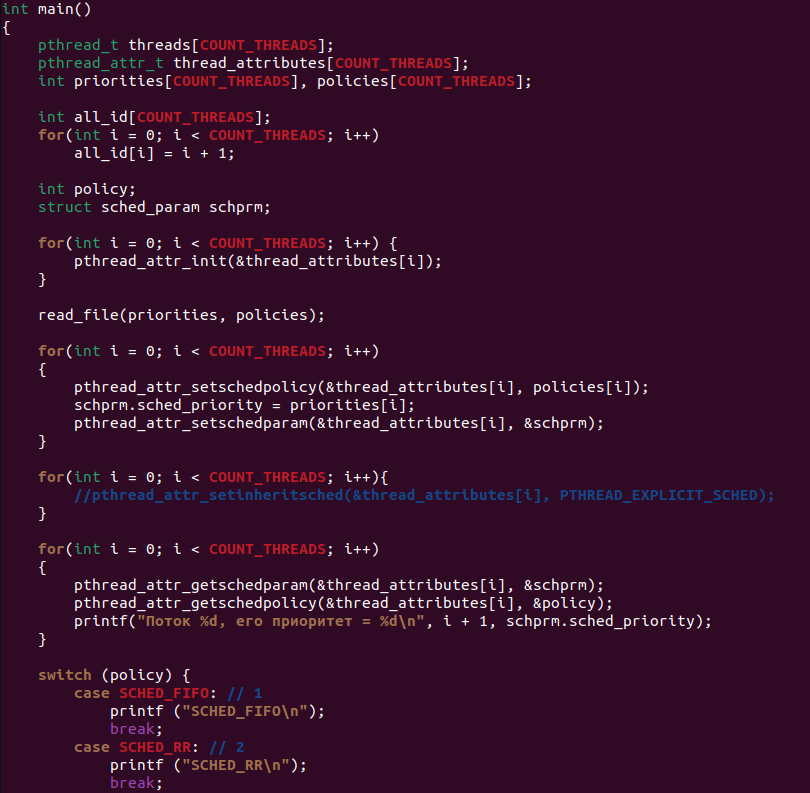 int main()
{
    pthread_t threads[COUNT_THREADS];
    pthread_attr_t thread_attributes[COUNT_THREADS];
    int priorities[COUNT_THREADS], policies[COUNT_THREADS];

    int all_id[COUNT_THREADS];
    for(int i = 0; i < COUNT_THREADS; i++)
        all_id[i] = i + 1;

    int policy;
    struct sched_param schprm;

    for(int i = 0; i < COUNT_THREADS; i++) {
        pthread_attr_init(&thread_attributes[i]);
    }

    read_file(priorities, policies);

    for(int i = 0; i < COUNT_THREADS; i++)
    {
        pthread_attr_setschedpolicy(&thread_attributes[i], policies[i]);
        schprm.sched_priority = priorities[i];
        pthread_attr_setschedparam(&thread_attributes[i], &schprm);
    }

    for(int i = 0; i < COUNT_THREADS; i++){
        //pthread_attr_setinheritsched(&thread_attributes[i], PTHREAD_EXPLICIT_SCHED);
    }

    for(int i = 0; i < COUNT_THREADS; i++)
    {
        pthread_attr_getschedparam(&thread_attributes[i], &schprm);
        pthread_attr_getschedpolicy(&thread_attributes[i], &policy);
        printf("Поток %d, его приоритет = %d\n", i + 1, schprm.sched_priority);
    }

    switch (policy) {
        case SCHED_FIFO: // 1
            printf ("SCHED_FIFO\n");
            break;
        case SCHED_RR: // 2
            printf ("SCHED_RR\n");
            break;